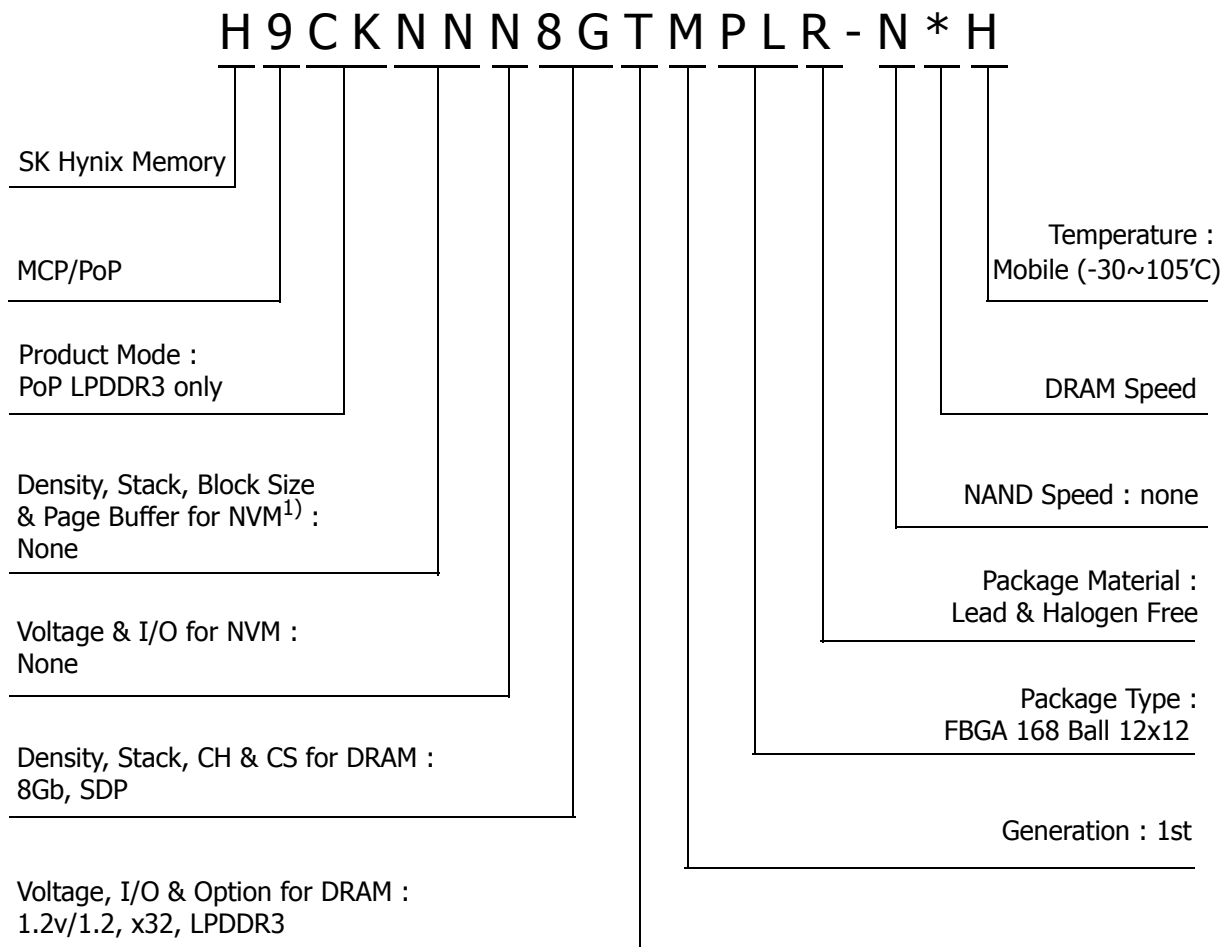 H 9 C K N N N 8 G T M P L R - N * H
SK Hynix Memory
MCP/PoP
Product Mode :
PoP LPDDR3 only
Density, Stack, Block Size
& Page Buffer for NVM1) :
None
Voltage & I/O for NVM :
None
Density, Stack, CH & CS for DRAM :
8Gb, SDP
Voltage, I/O & Option for DRAM :
1.2v/1.2, x32, LPDDR3
Temperature :
Mobile (-30~105’C)
DRAM Speed
NAND Speed : none
Package Material :
Lead & Halogen Free
Package Type :
FBGA 168 Ball 12x12
Generation : 1st